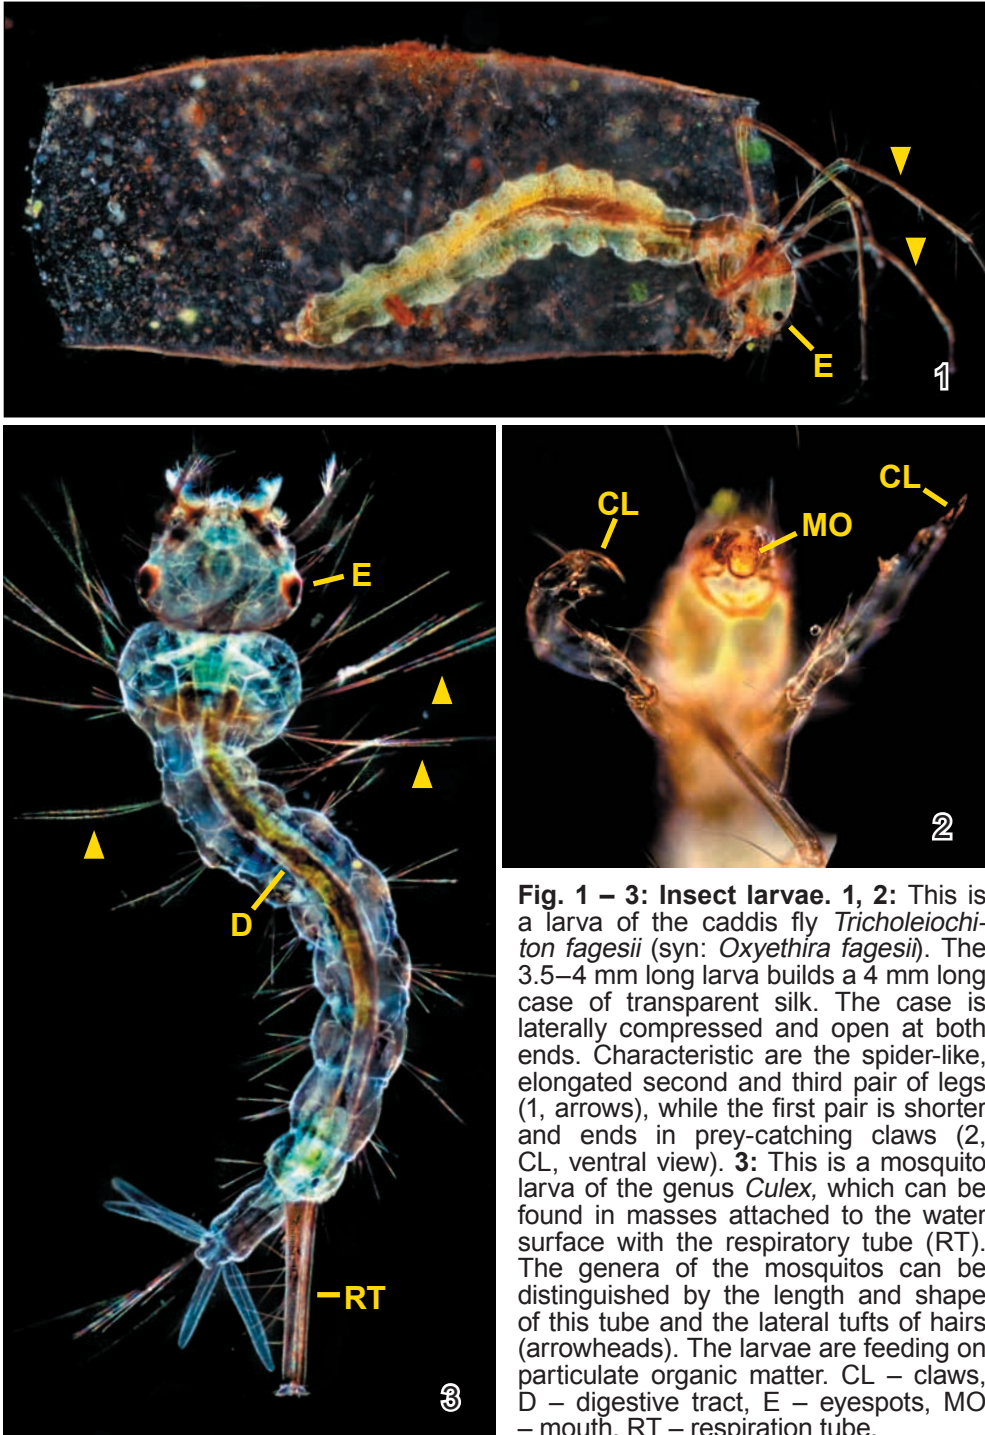 E
1
E
D
RT
3
CL
CL
MO
2
Fig. 1 – 3: Insect larvae. 1, 2: This is
a larva of the caddis fly Tricholeiochi-
ton fagesii (syn: Oxyethira fagesii). The
3.5–4 mm long larva builds a 4 mm long
case of transparent silk. The case is
laterally compressed and open at both
ends. Characteristic are the spider-like,
elongated second and third pair of legs
(1, arrows), while the first pair is shorter
and ends in prey-catching claws (2,
CL, ventral view). 3: This is a mosquito
larva of the genus Culex, which can be
found in masses attached to the water
surface with the respiratory tube (RT).
The genera of the mosquitos can be
distinguished by the length and shape
of this tube and the lateral tufts of hairs
(arrowheads). The larvae are feeding on
particulate organic matter. CL – claws,
D – digestive tract, E – eyespots, MO
– mouth, RT – respiration tube.